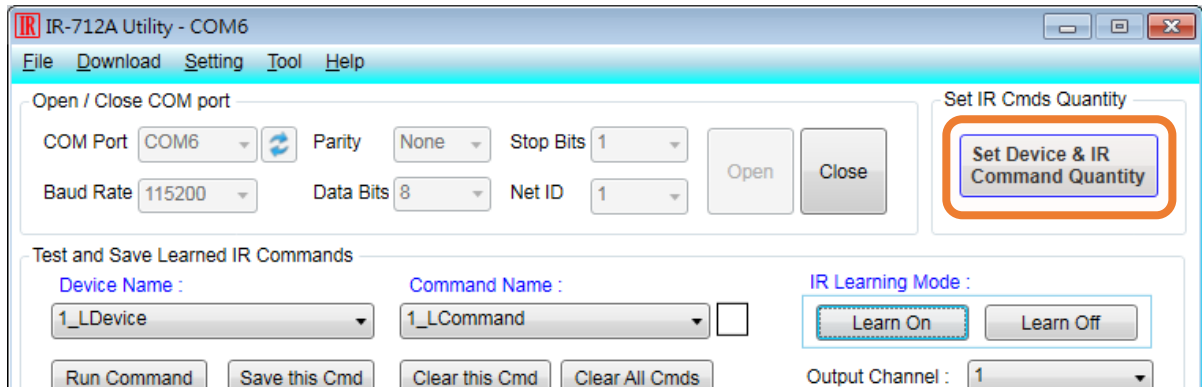 IR IR-712A Utility - COM6
File Download Setting Tool Help
Open / Close COM port
Set IR Cmds Quantity
COM Port COM6 Parity None Stop Bits 1
Open Close
Set Device & IR
Command Quantity
Baud Rate 115200 Data Bits 8 Net ID 1
Test and Save Learned IR Commands
Device Name : Command Name : IR Learning Mode :
1_LDevice 1_LCommand Learn On Learn Off
Run Command Save this Cmd Clear this Cmd Clear All Cmds Output Channel : 1